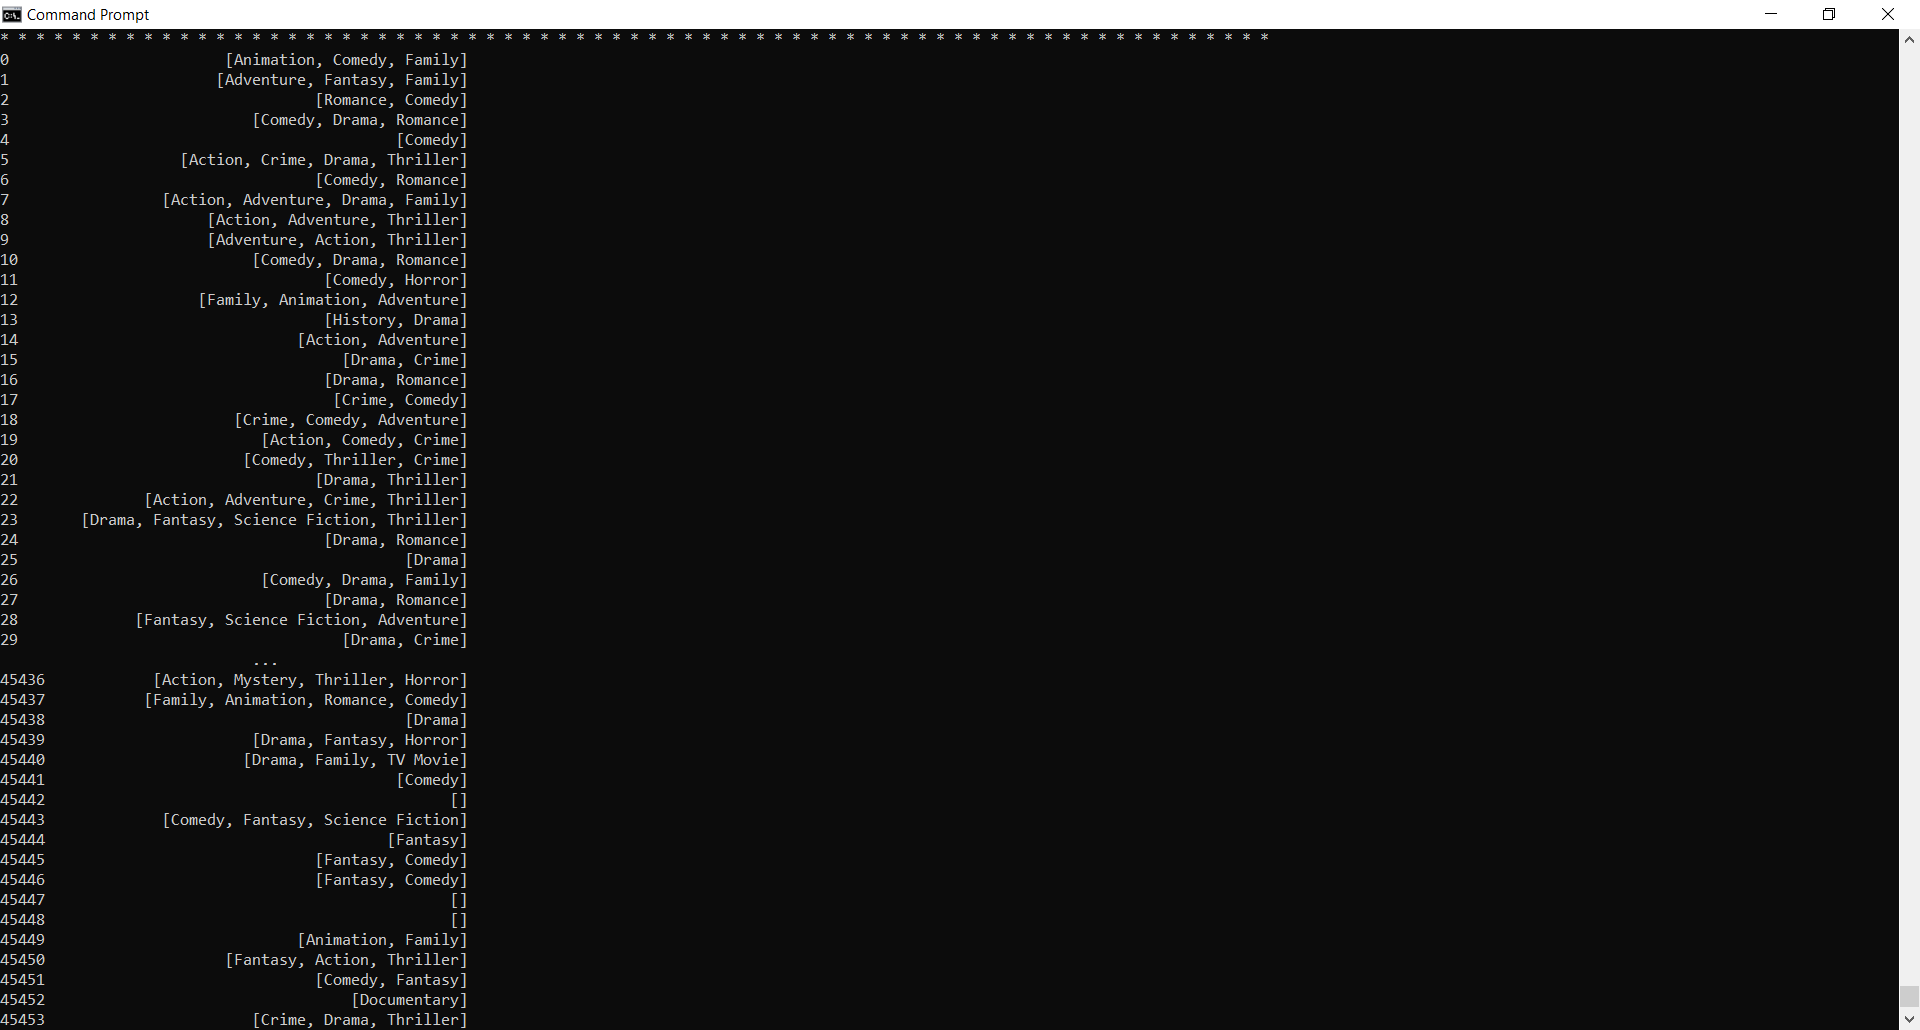 Command Prompt
* * * * * * * * * * * * * * * * * * * * * * * * * * * * * * * * * * * * * * * * * * * * * * * * * * * * * * * * * * * * * * * * * * * * * * *
0 [Animation, Comedy, Family]
1 [Adventure, Fantasy, Family]
2 [Romance, Comedy]
3 [Comedy, Drama, Romance]
4 [Comedy]
5 [Action, Crime, Drama, Thriller]
6 [Comedy, Romance]
7 [Action, Adventure, Drama, Family]
8 [Action, Adventure, Thriller]
9 [Adventure, Action, Thriller]
10 [Comedy, Drama, Romance]
11 [Comedy, Horror]
12 [Family, Animation, Adventure]
13 [History, Drama]
14 [Action, Adventure]
15 [Drama, Crime]
16 [Drama, Romance]
17 [Crime, Comedy]
18 [Crime, Comedy, Adventure]
19 [Action, Comedy, Crime]
20 [Comedy, Thriller, Crime]
21 [Drama, Thriller]
22 [Action, Adventure, Crime, Thriller]
23 [Drama, Fantasy, Science Fiction, Thriller]
24 [Drama, Romance]
25 [Drama]
26 [Comedy, Drama, Family]
27 [Drama, Romance]
28 [Fantasy, Science Fiction, Adventure]
29 [Drama, Crime]
...
45436 [Action, Mystery, Thriller, Horror]
45437 [Family, Animation, Romance, Comedy]
45438 [Drama]
45439 [Drama, Fantasy, Horror]
45440 [Drama, Family, TV Movie]
45441 [Comedy]
45442 []
45443 [Comedy, Fantasy, Science Fiction]
45444 [Fantasy]
45445 [Fantasy, Comedy]
45446 [Fantasy, Comedy]
45447 []
45448 []
45449 [Animation, Family]
45450 [Fantasy, Action, Thriller]
45451 [Comedy, Fantasy]
45452 [Documentary]
45453 [Crime, Drama, Thriller]